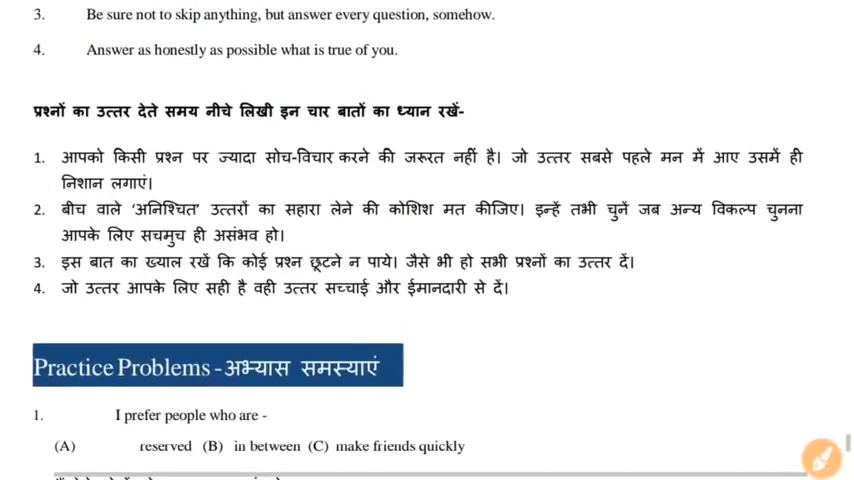 3. Be sure not to skip anything, but answer every question, somehow.
4. Answer as honestly as possible what is true of you.
प्रश्नों का उत्तर देते समय नीचे लिखी इन चार बातों का ध्यान रखें-
1. आपको किसी प्रश्न पर ज्यादा सोच-विचार करने की जरूरत नहीं है। जो उत्तर सबसे पहले मन में आए उसमें ही
निशान लगाएं।
2. बीच वाले ‘अनिश्चित’ उत्तरों का सहारा लेने की कोशिश मत कीजिए। इन्हें तभी चुनें जब अन्य विकल्प चुनना
आपके लिए सचमुच ही असंभव हो।
3. इस बात का ख्याल रखें कि कोई प्रश्न छूटने न पाये। जैसे भी हो सभी प्रश्नों का उत्तर दें।
4. जो उत्तर आपके लिए सही है वही उत्तर सच्चाई और ईमानदारी से दें।
Practice Problems -अभ्यास समस्याएं
1. I prefer people who are -
(A) reserved (B) in between (C) make friends quickly